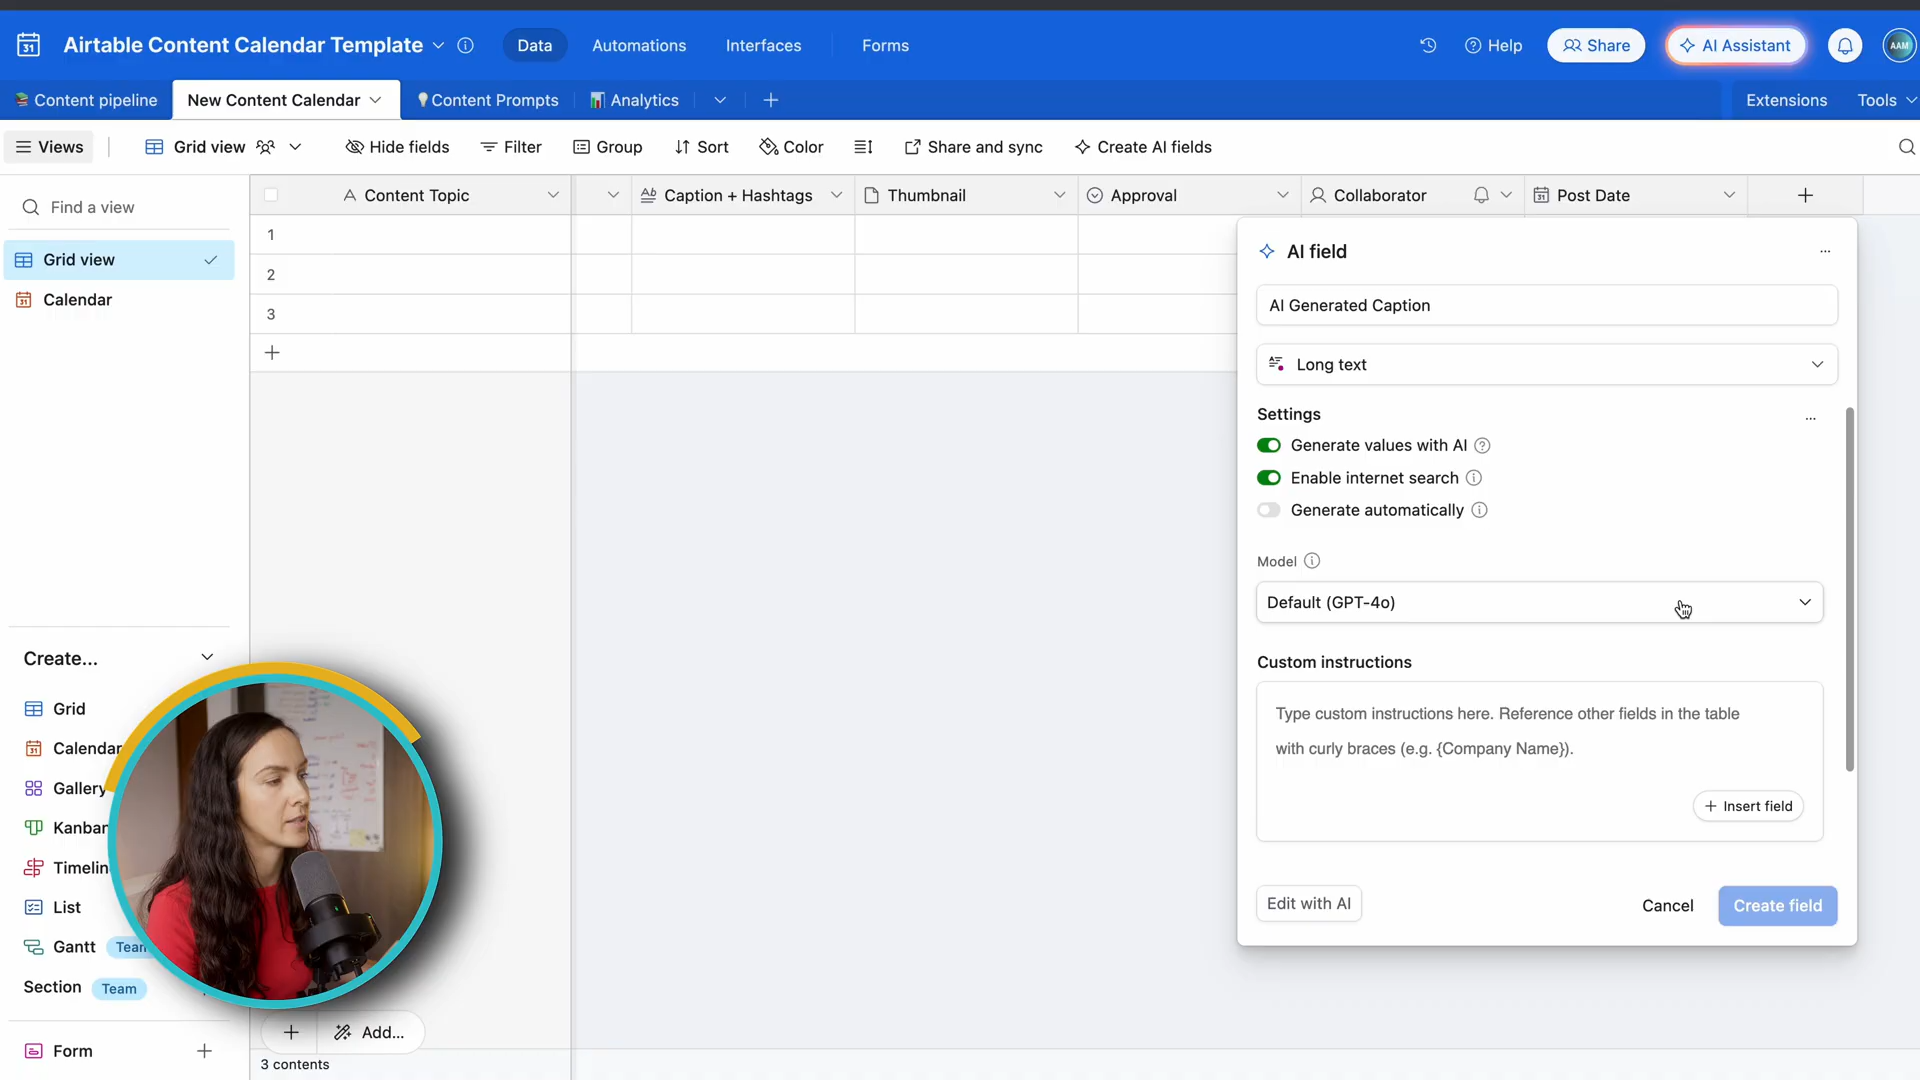 31
Airtable Content Calendar Template
Data
Automations
Interfaces
Forms
Help
Share
AI Assistant
AAM
Content pipeline
New Content Calendar
Content Prompts
Analytics
Extensions
Tools
Views
Grid view
Hide fields
Filter
Group
Sort
Color
Share and sync
Create AI fields
Find a view
Grid view
Calendar
Content Topic
Caption + Hashtags
Thumbnail
Approval
Collaborator
Post Date
1
2
3
AI field
AI Generated Caption
Long text
Settings
Generate values with AI
Enable internet search
Generate automatically
Model
Default (GPT-4o)
Custom instructions
Type custom instructions here. Reference other fields in the table
with curly braces (e.g. {Company Name}).
Insert field
Edit with AI
Cancel
Create field
Create...
Grid
Calendar
Gallery
Kanban
Timelin
List
Gantt
Team
Section
Team
Form
Add...
3 contents